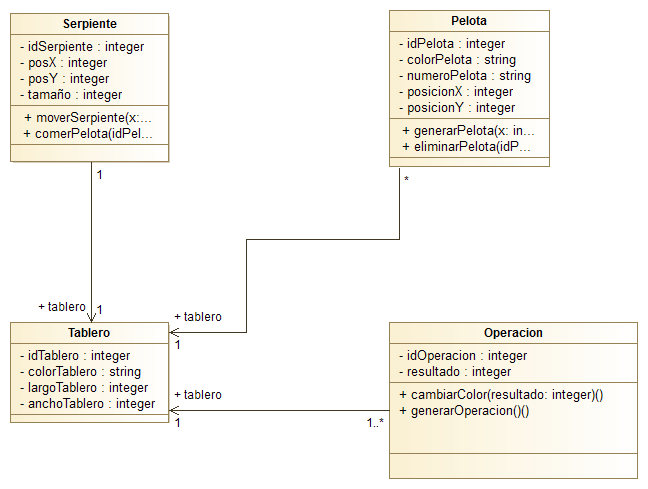 Serpiente
- idSerpiente : integer
- posX : integer
- posY : integer
- tamaño : integer
+ moverSerpiente(x:...
+ comerPelota(idPel...
1
+ tablero
1
Pelota
- idPelota : integer
- colorPelota : string
- numeroPelota : string
- posicionX : integer
- posicionY : integer
+ generarPelota(x: in...
+ eliminarPelota(idP...
*
+ tablero
1
Tablero
- idTablero : integer
- colorTablero : string
- largoTablero : integer
- anchoTablero : integer
+ tablero
1
1..*
Operacion
- idOperacion : integer
- resultado : integer
+ cambiarColor(resultado: integer)()
+ generarOperacion()()